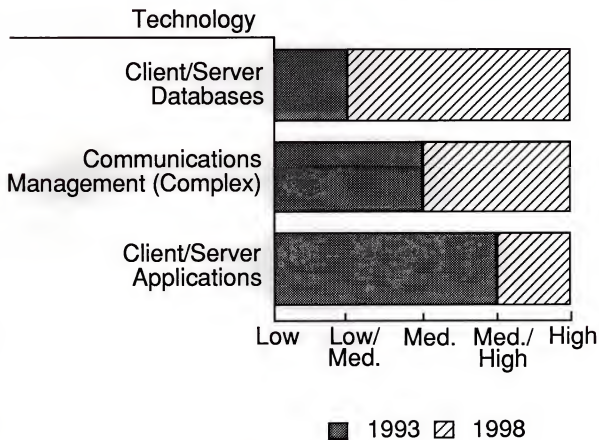 Technology
Client/Server
Databases
Communications
Management (Complex)
Client/Server
Applications
Low Low/ Med. Med. Med./ High High
1993 1998